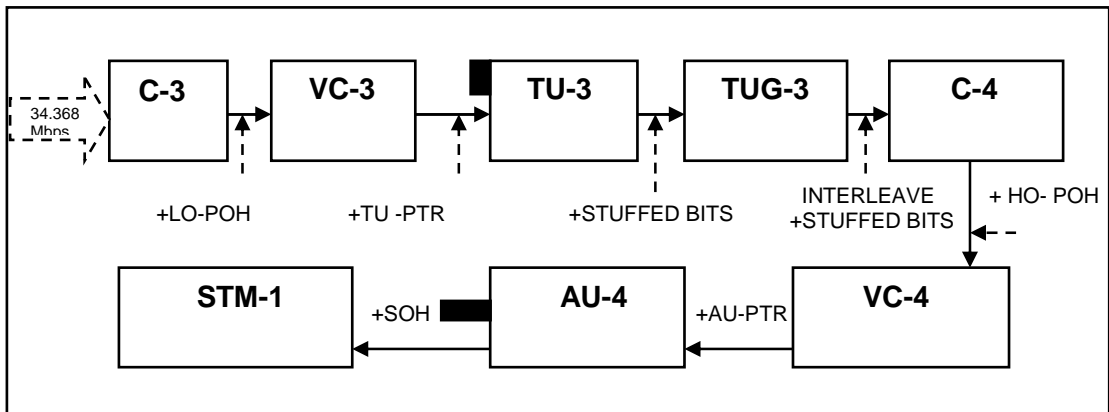 34.368
Mbps
C-3
VC-3
TU-3
TUG-3
C-4
+LO-POH
+TU -PTR
+STUFFED BITS
INTERLEAVE
+STUFFED BITS
+ HO- POH
STM-1
+SOH
AU-4
+AU-PTR
VC-4